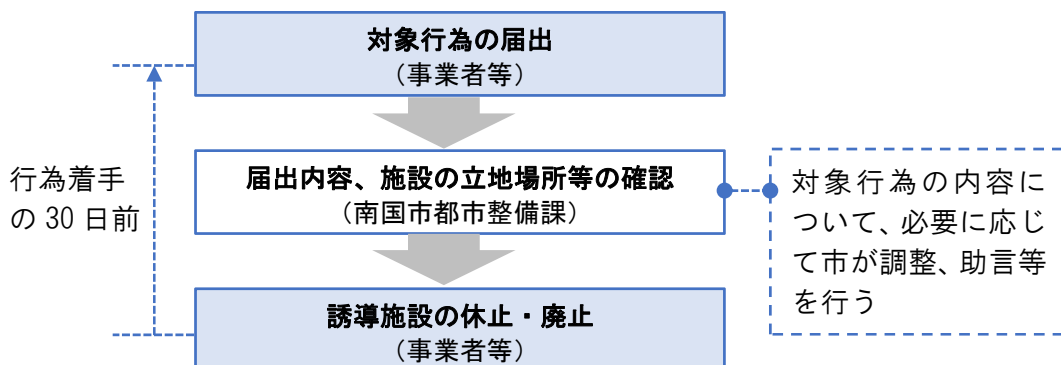 対象行為の届出
（事業者等）
行為着手
の 30 日前
届出内容、施設の立地場所等の確認
（南国市都市整備課）
対象行為の内容に
ついて、必要に応じ
て市が調整、助言等
を行う
誘導施設の休止・廃止
（事業者等）